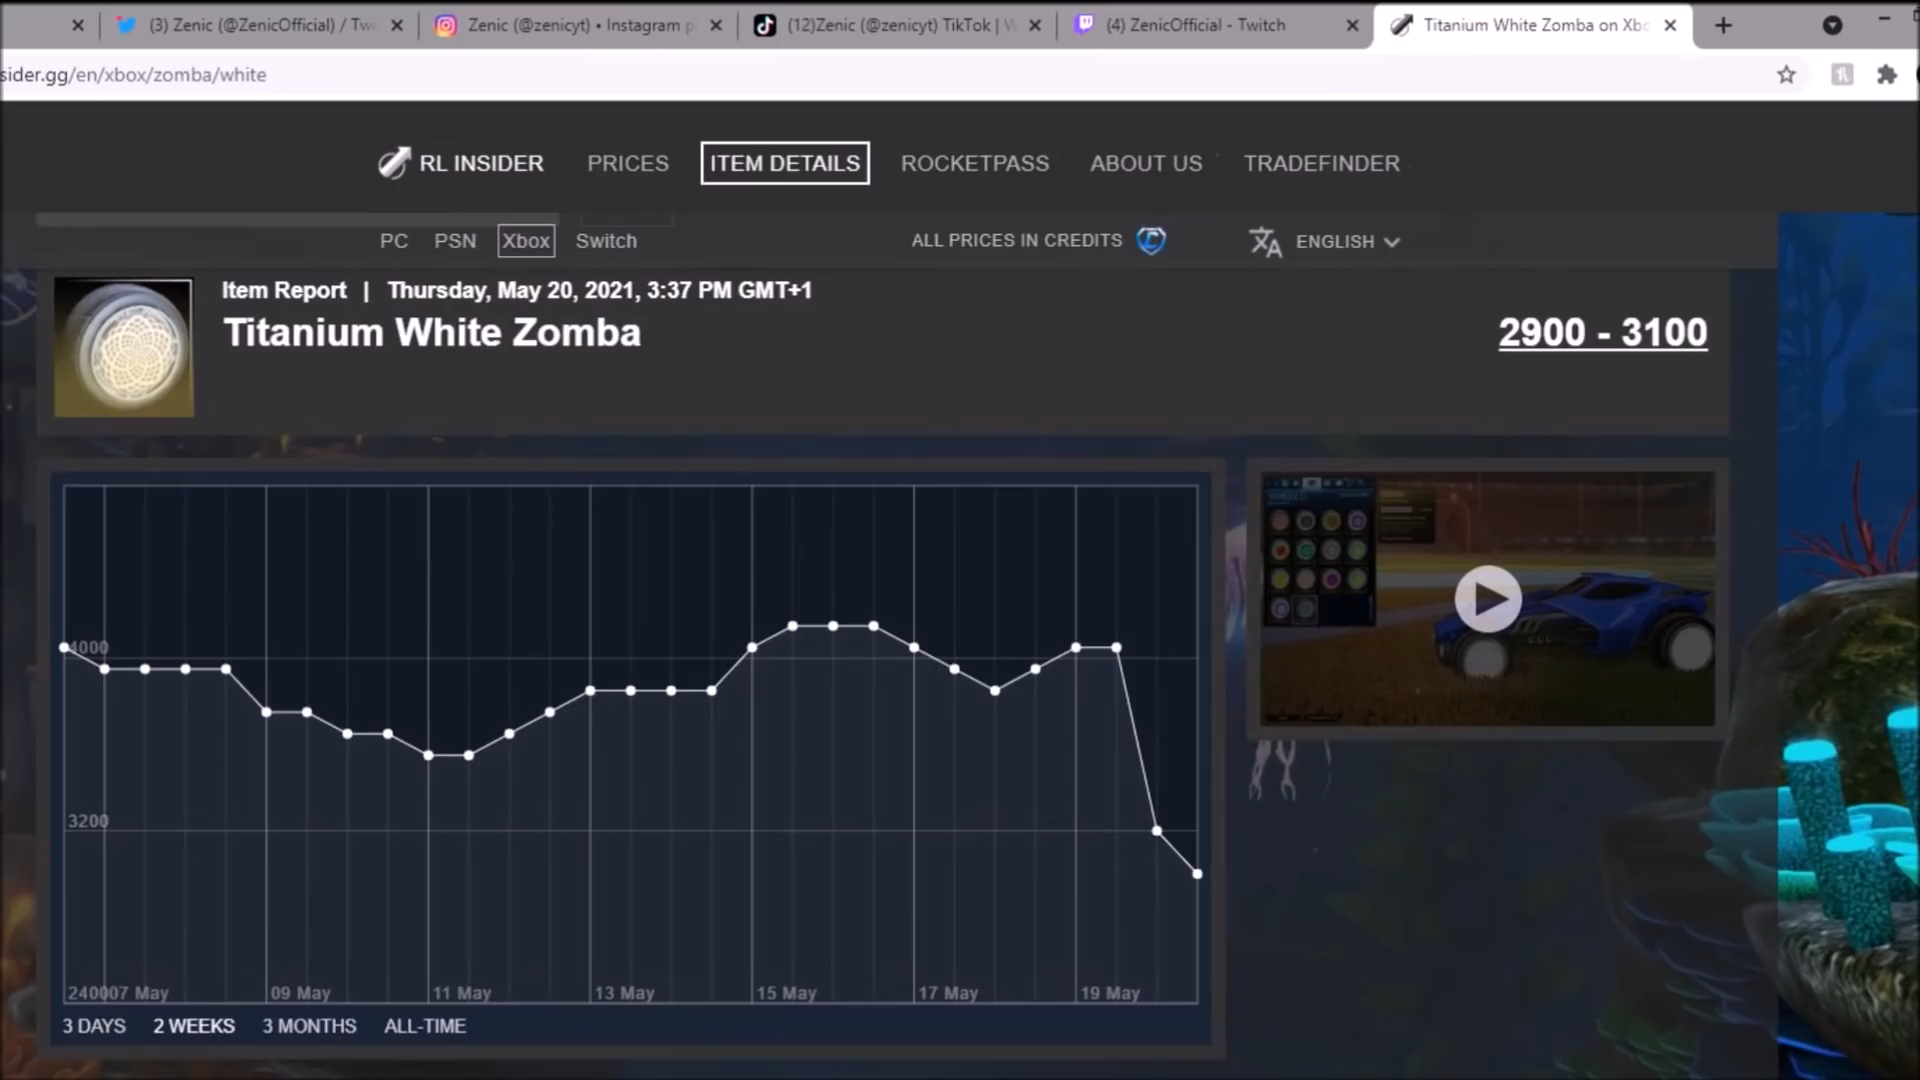 (3) Zenic (@ZenicOfficial) / Tw
Zenic (@zenicyt) • Instagram p
(12)Zenic (@zenicyt) TikTok | W
(4) ZenicOfficial - Twitch
Titanium White Zomba on Xbo
sider.gg/en/xbox/zomba/white
RL INSIDER
PRICES
ITEM DETAILS
ROCKETPASS
ABOUT US
TRADEFINDER
PC
PSN
Xbox
Switch
ALL PRICES IN CREDITS
ENGLISH
Item Report | Thursday, May 20, 2021, 3:37 PM GMT+1
Titanium White Zomba
2900 - 3100
4000
3200
2400
07 May
09 May
11 May
13 May
15 May
17 May
19 May
3 DAYS
2 WEEKS
3 MONTHS
ALL-TIME